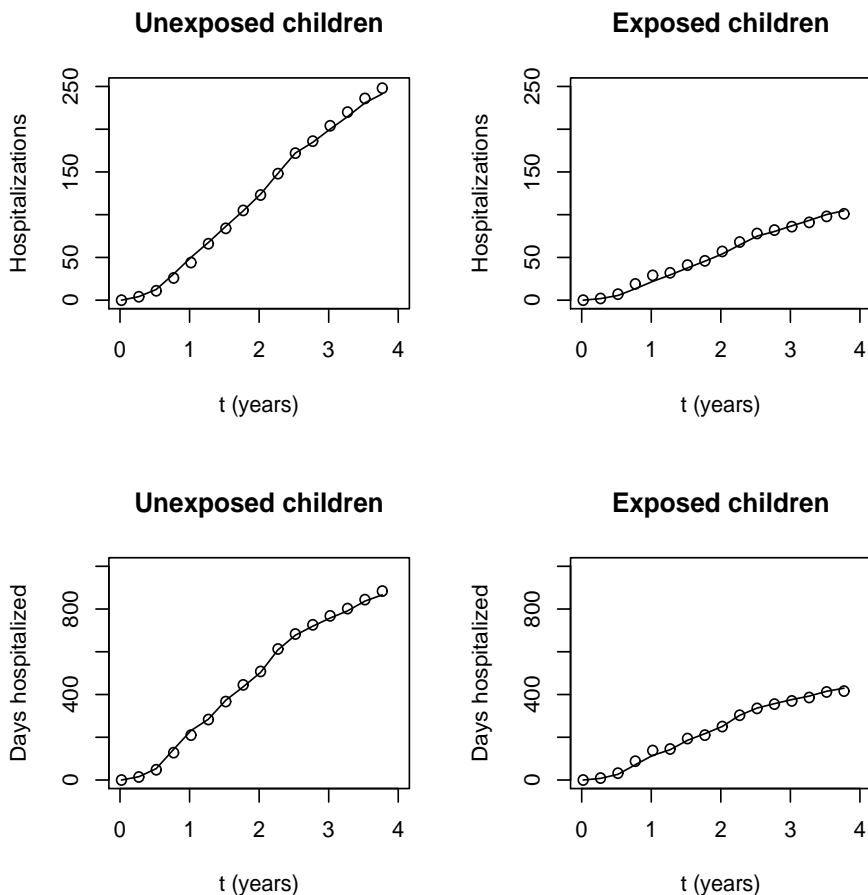 Unexposed children
Hospitalizations
250
150
50
0
0 1 2 3 4
t (years)
Exposed children
Hospitalizations
250
150
50
0
0 1 2 3 4
t (years)
Unexposed children
Days hospitalized
800
400
0
0 1 2 3 4
t (years)
Exposed children
Days hospitalized
800
400
0
0 1 2 3 4
t (years)